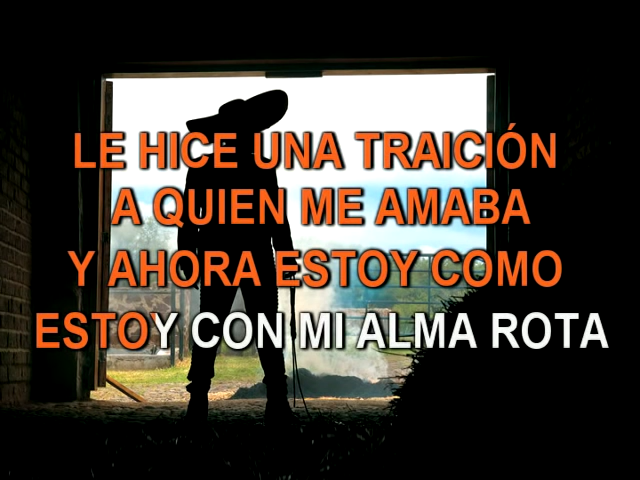 LE HICE UNA TRAICIÓN
A QUIEN ME AMABA
Y AHORA ESTOY COMO
ESTOY CON MI ALMA ROTA